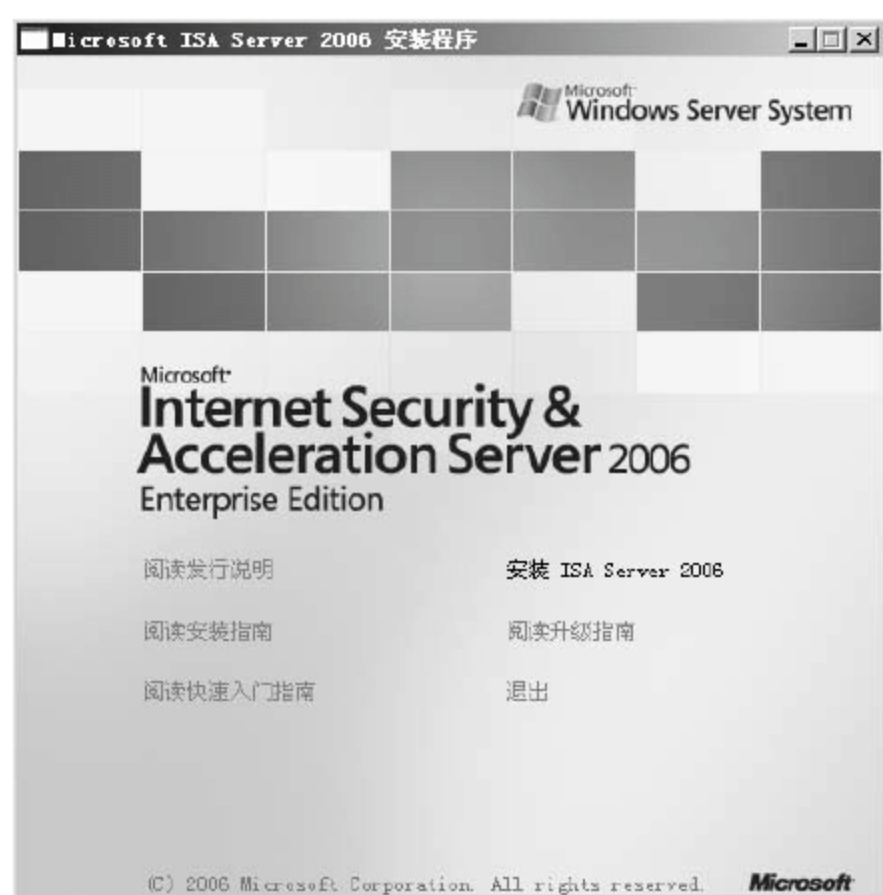 Microsoft ISA Server 2006 安装程序
Microsoft
Windows Server System
Microsoft
Internet Security &
Acceleration Server 2006
Enterprise Edition
阅读发行说明 安装 ISA Server 2006
阅读安装指南 阅读升级指南
阅读快速入门指南 退出
(C) 2006 Microsoft Corporation. All rights reserved. Microsoft